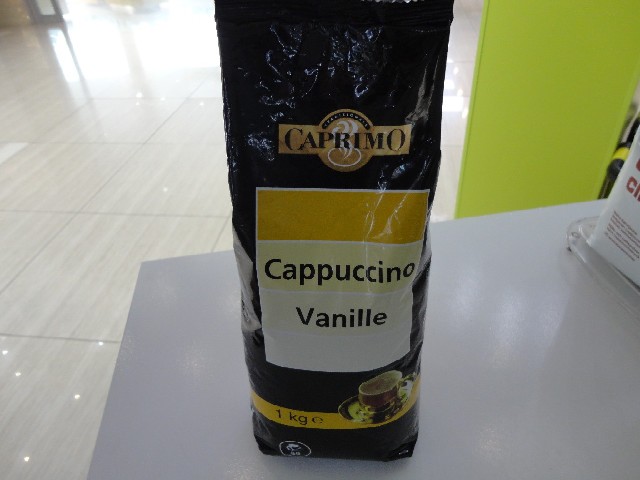 CAPRIMO
Cappuccino
Vanille
1 kg e